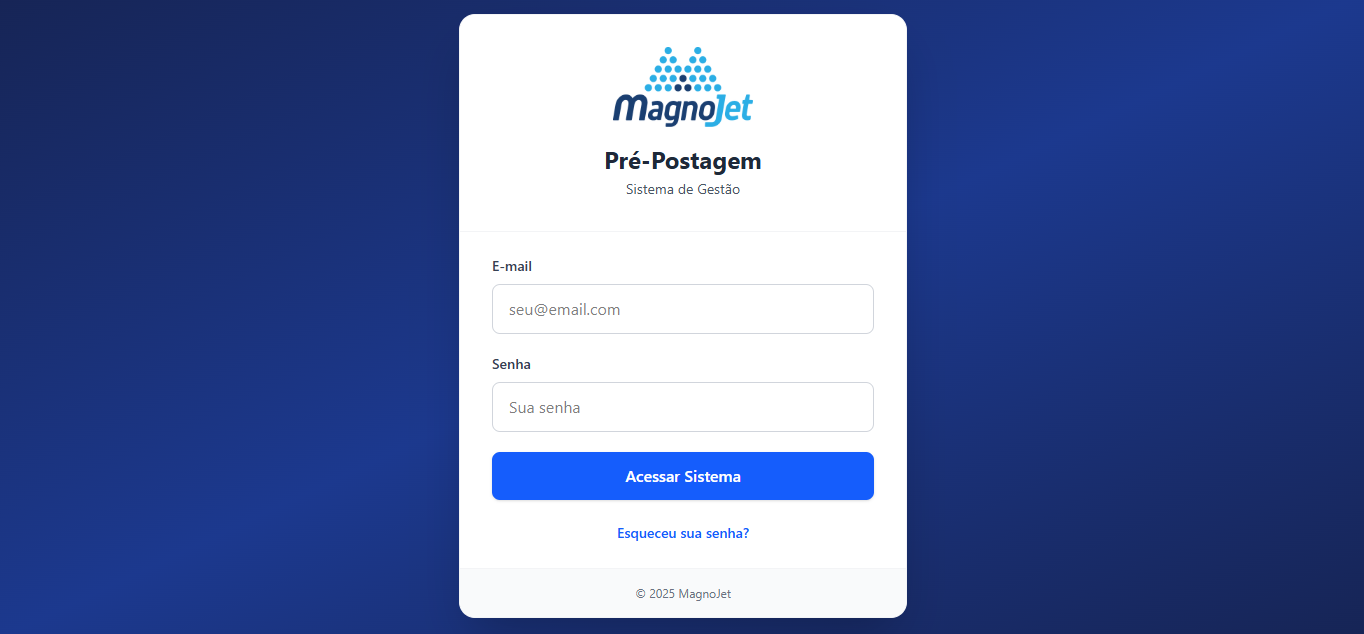 MagnoJet
Pré-Postagem
Sistema de Gestão
E-mail
seu@email.com
Senha
Sua senha
Acessar Sistema
Esqueceu sua senha?
© 2025 MagnoJet